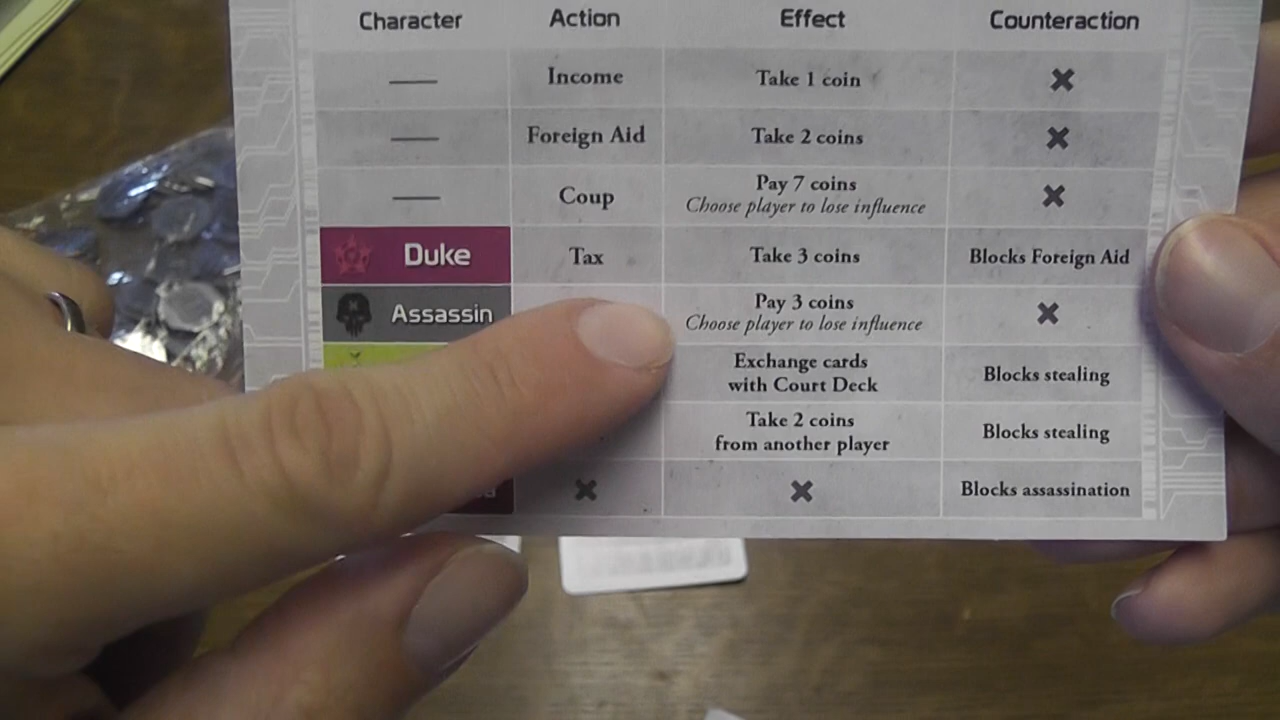 Character Action Effect Counteraction
— Income Take 1 coin ✖
— Foreign Aid Take 2 coins ✖
— Coup Pay 7 coins ✖
Choose player to lose influence
Duke Tax Take 3 coins Blocks Foreign Aid
Assassin Pay 3 coins ✖
Choose player to lose influence
Exchange cards
with Court Deck
Blocks stealing
Take 2 coins
from another player
Blocks stealing
✖ ✖ Blocks assassination